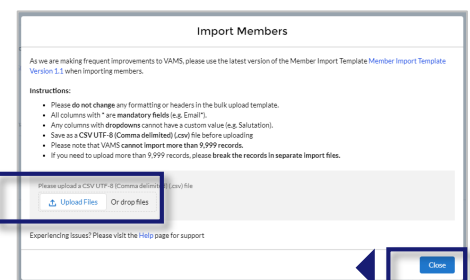 Import Members
As we are making frequent improvements to VAMS, please use the latest version of the Member Import Template Member Import Template
Version 1.1 when importing members.
Instructions:
• Please do not change any formatting or headers in the bulk upload template.
• All columns with * are mandatory fields (e.g. Email*).
• Any columns with dropdowns cannot have a custom value (e.g. Salutation).
• Save as a CSV UTF-8 (Comma delimited) (.csv) file before uploading
• Please note that VAMS cannot import more than 9,999 records.
• If you need to upload more than 9,999 records, please break the records in separate import files.
Please upload a CSV UTF-8 (Comma delimited) (.csv) file
Upload Files Or drop files
Experiencing issues? Please visit the Help page for support
Close